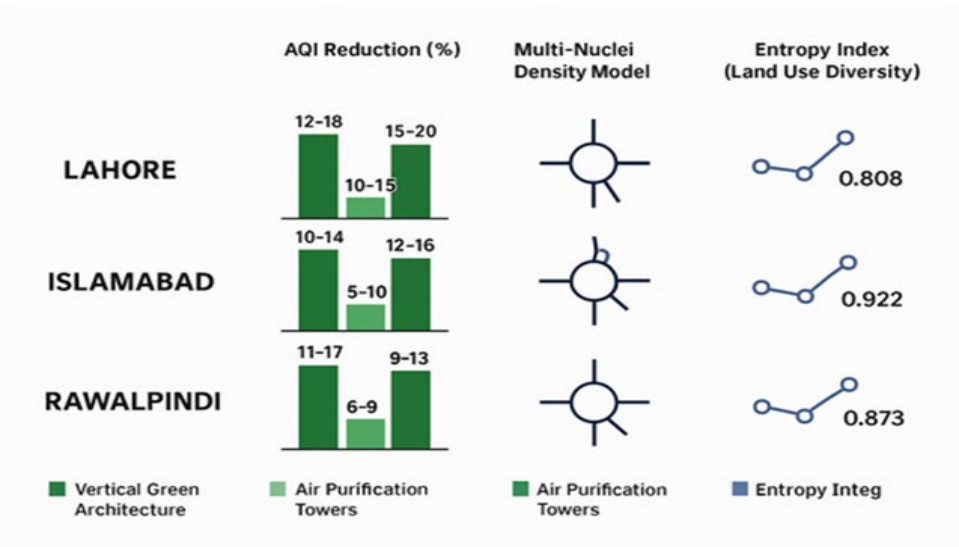 AQI Reduction (%)
Multi-Nuclei
Density Model
Entropy Index
(Land Use Diversity)
LAHORE
12–18
10–15
15–20
0.808
ISLAMABAD
10–14
5–10
12–16
0.922
RAWALPINDI
11–17
6–9
9–13
0.873
Vertical Green
Architecture
Air Purification
Towers
Air Purification
Towers
Entropy Integ